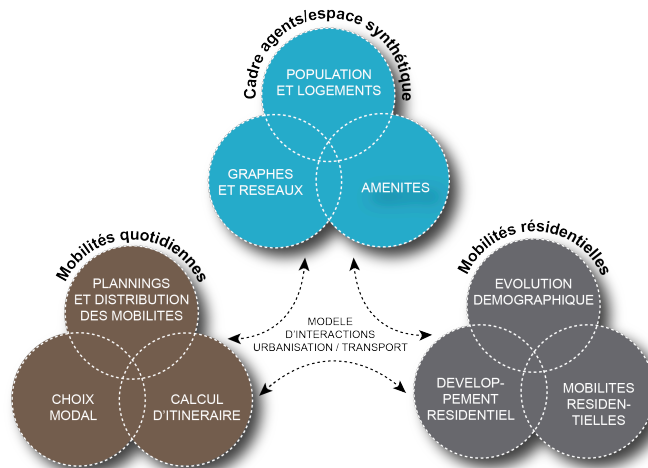 Cadre agents/espace synthétique
POPULATION
ET LOGEMENTS
GRAPHES
ET RESEAUX
AMENITES
Mobilités quotidiennes
PLANNINGS
ET DISTRIBUTION
DES MOBILITES
CHOIX
MODAL
CALCUL
D'ITINERAIRE
MODELE
D'INTERACTIONS
URBANISATION / TRANSPORT
Mobilités résidentielles
EVOLUTION
DEMOGRAPHIQUE
DEVELOP-
PEMENT
RESIDENTIEL
MOBILITES
RESIDEN-
TIELLES